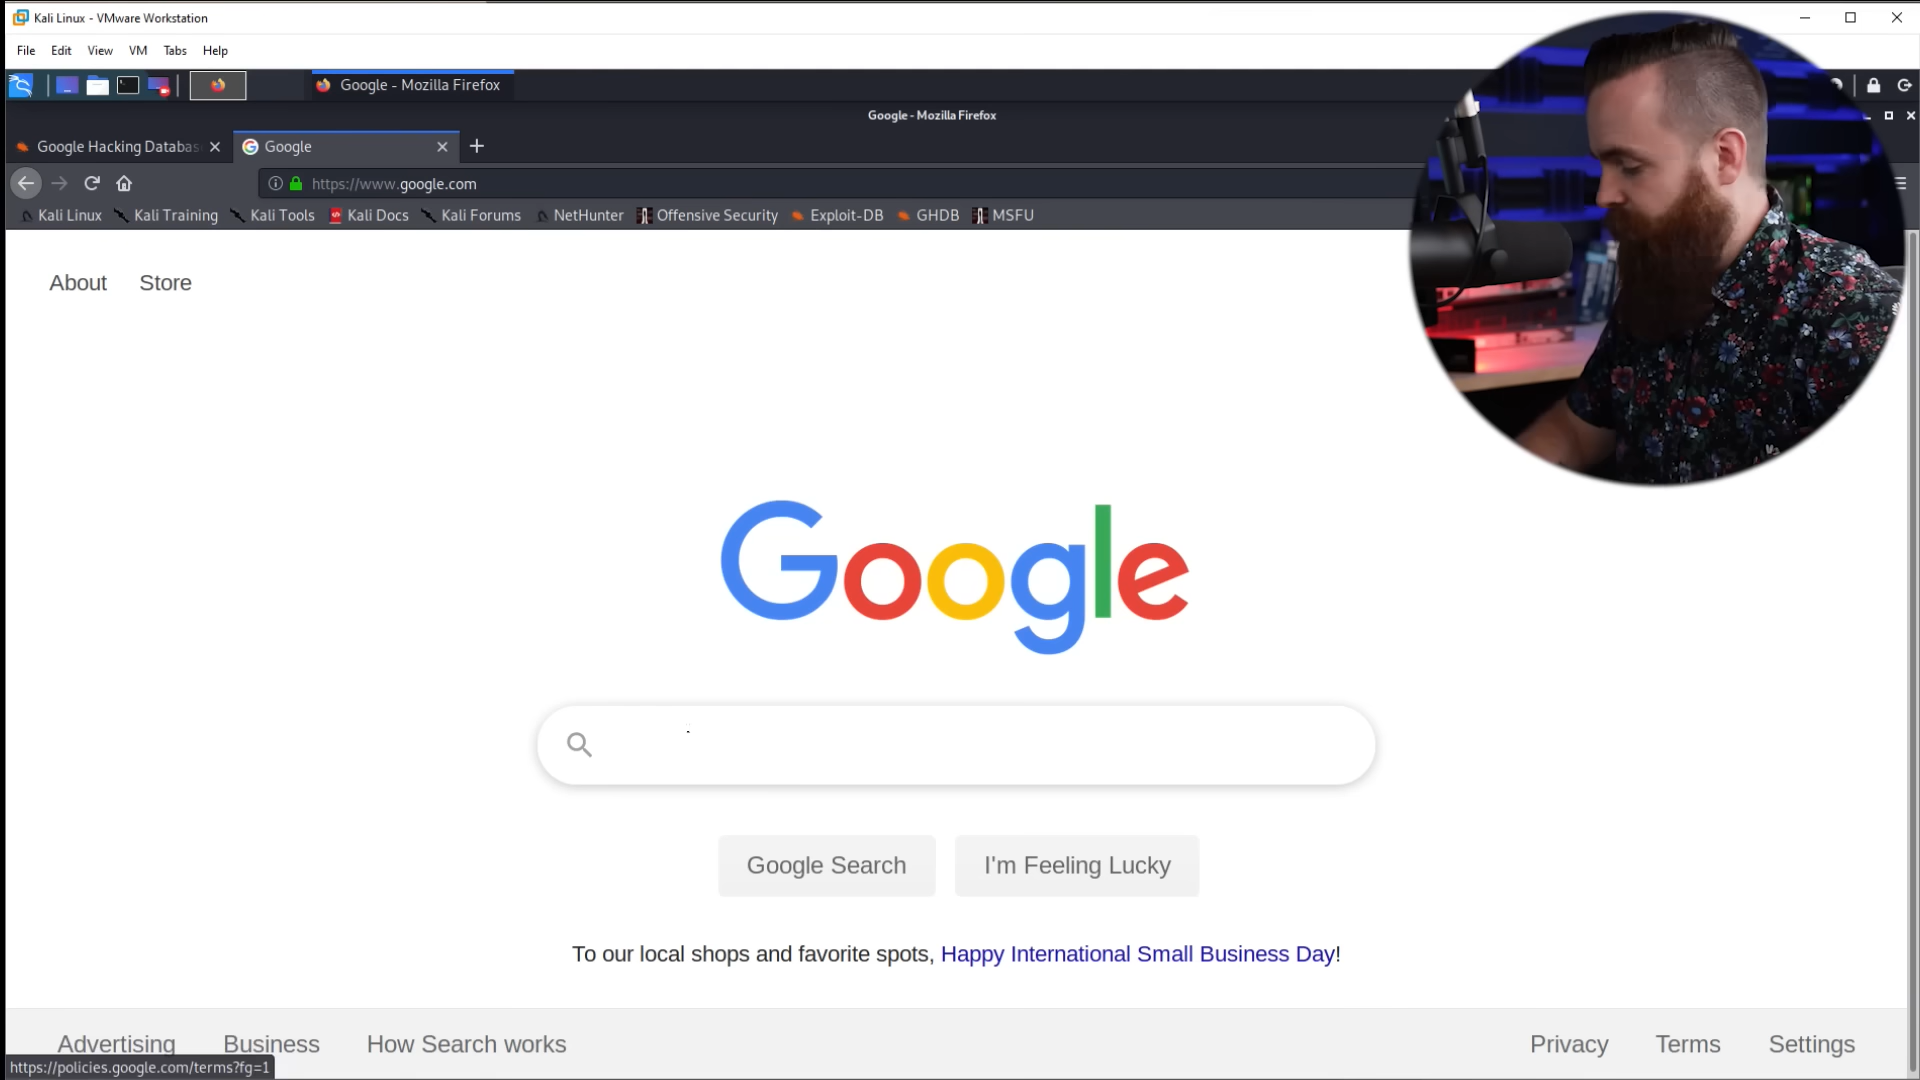 Kali Linux - VMware Workstation
File Edit View VM Tabs Help
Google - Mozilla Firefox
Google - Mozilla Firefox
Google Hacking Databas Google
https://www.google.com
Kali Linux Kali Training Kali Tools Kali Docs Kali Forums NetHunter Offensive Security Exploit-DB GHDB MSFU
About Store
Google
Google Search I'm Feeling Lucky
To our local shops and favorite spots, Happy International Small Business Day!
Advertising Business How Search works Privacy Terms Settings
https://policies.google.com/terms?fg=1